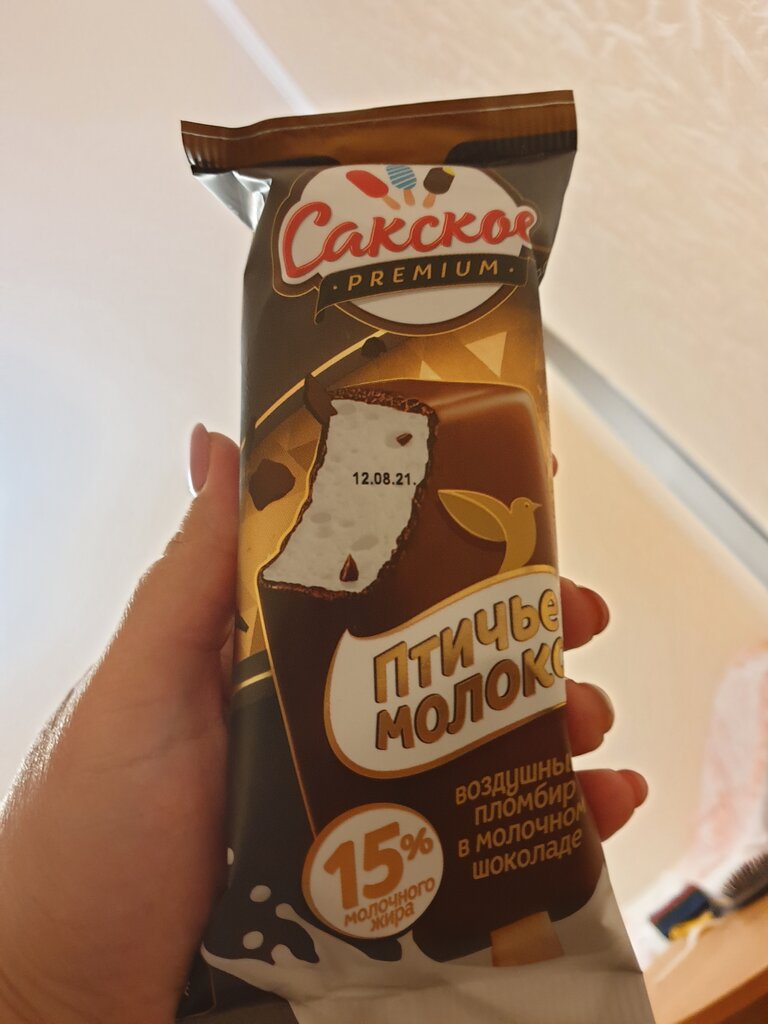 Сакское
PREMIUM
12.08.21.
ПТИЧЬЕ
МОЛОКО
воздушный
пломбир
в молочном
шоколаде
15%
молочного
жира